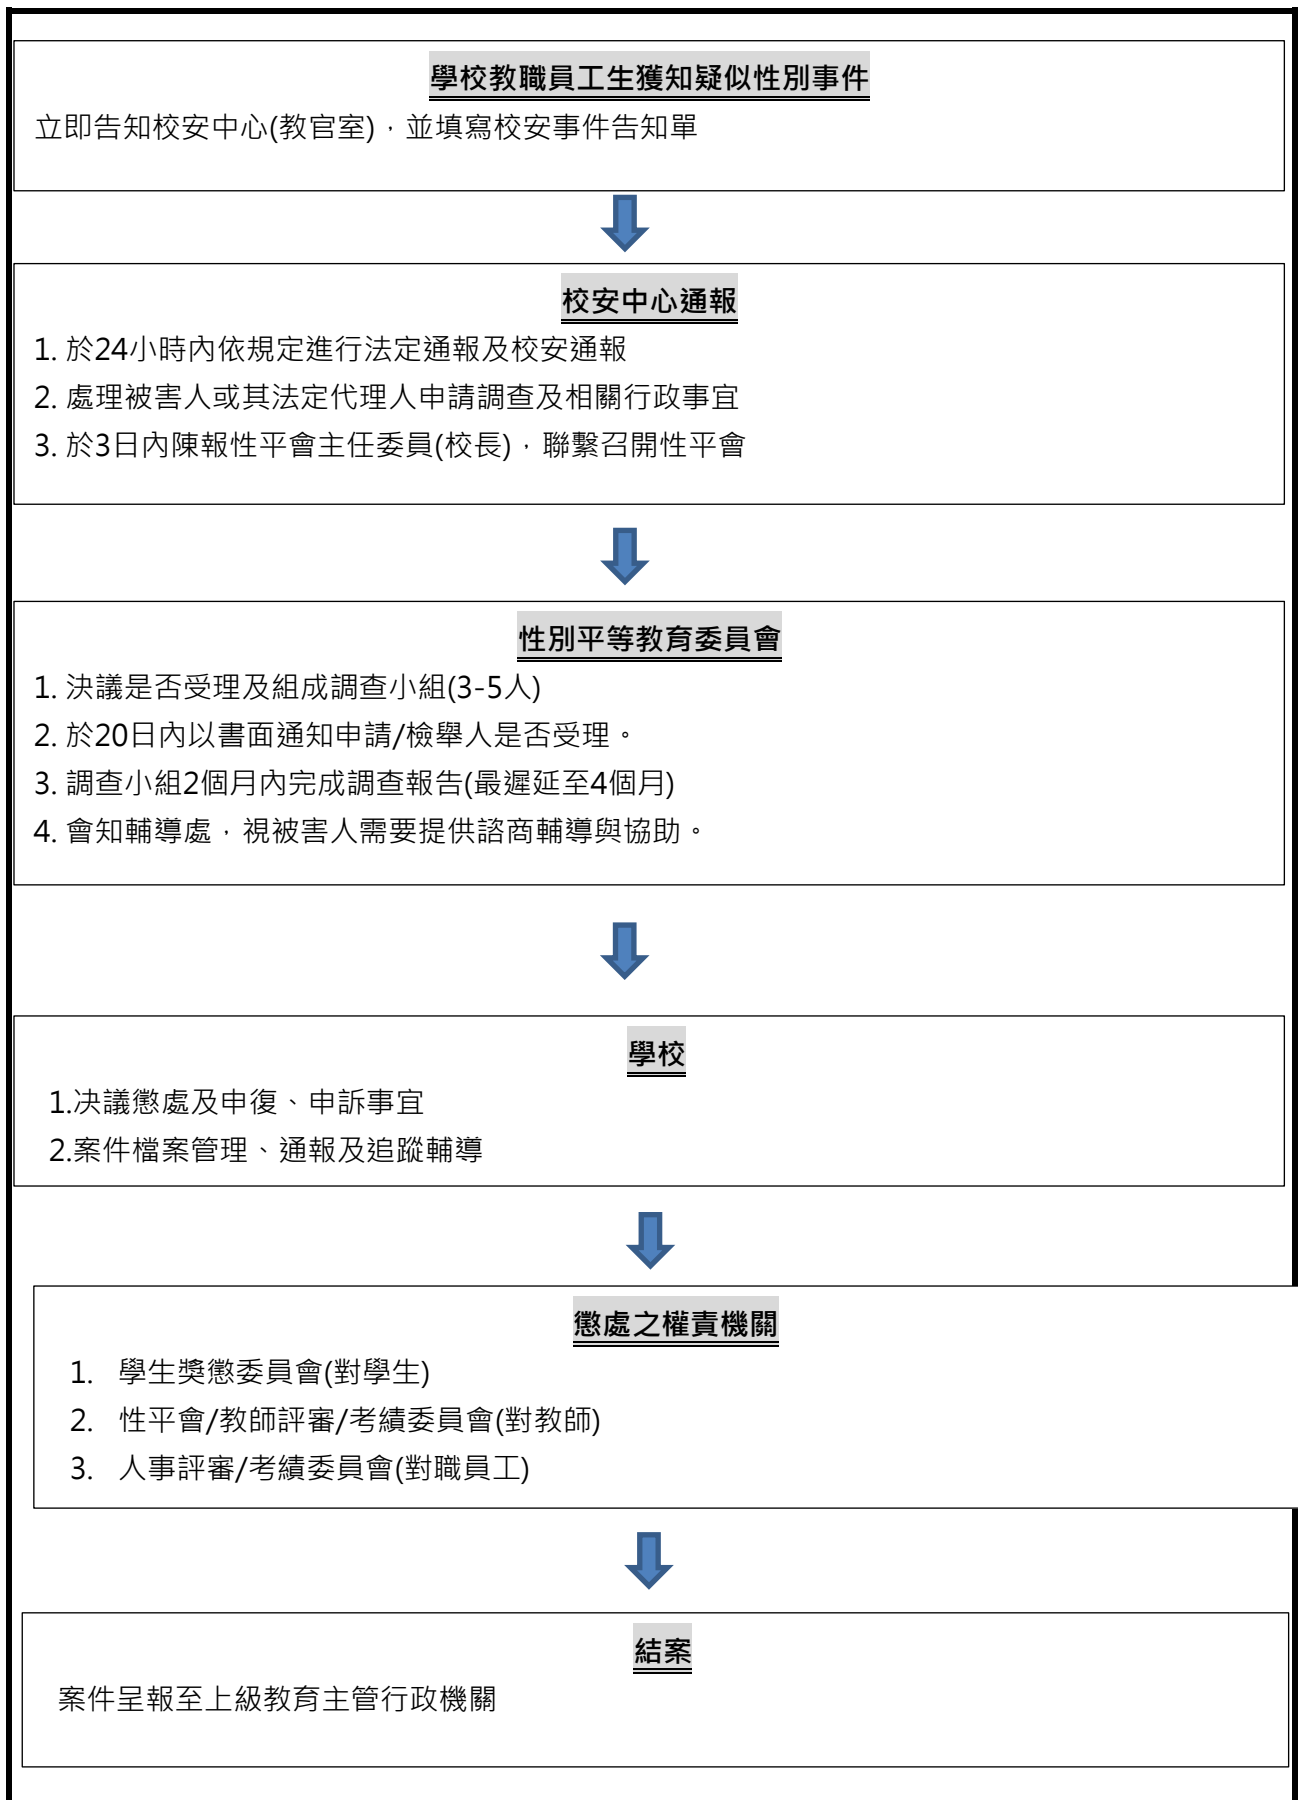 學校教職員工生獲知疑似性別事件
立即告知校安中心(教官室)，並填寫校安事件告知單
校安中心通報
1. 於24小時內依規定進行法定通報及校安通報
2. 處理被害人或其法定代理人申請調查及相關行政事宜
3. 於3日內陳報性平會主任委員(校長)，聯繫召開性平會
性別平等教育委員會
1. 決議是否受理及組成調查小組(3-5人)
2. 於20日內以書面通知申請/檢舉人是否受理。
3. 調查小組2個月內完成調查報告(最遲延至4個月)
4. 會知輔導處，視被害人需要提供諮商輔導與協助。
學校
1.决議懲處及申復、申訴事宜
2.案件檔案管理、通報及追蹤輔導
懲處之權責機關
1. 學生獎懲委員會(對學生)
2. 性平會/教師評審/考績委員會(對教師)
3. 人事評審/考績委員會(對職員工)
結案
案件呈報至上級教育主管行政機關